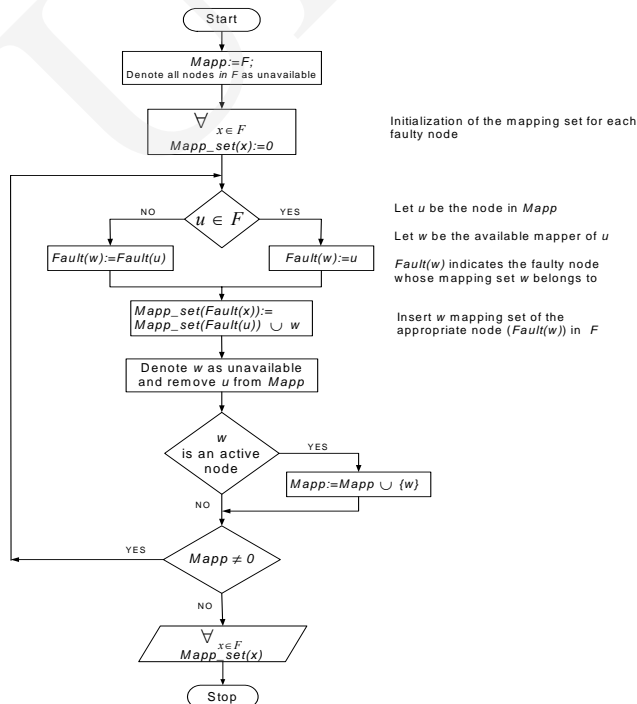 Start
Mapp:=F;
Denote all nodes in F as unavailable
∀ x∈F
Mapp_set(x):=0
Initialization of the mapping set for each
faulty node
NO
u ∈ F
YES
Let u be the node in Mapp
Let w be the available mapper of u
Fault(w):=Fault(u)
Fault(w):=u
Fault(w) indicates the faulty node
whose mapping set w belongs to
Mapp_set(Fault(x)):=
Mapp_set(Fault(u)) ∪ w
Insert w mapping set of the
appropriate node (Fault(w)) in F
Denote w as unavailable
and remove u from Mapp
w
is an active
node
YES
Mapp:=Mapp ∪ {w}
NO
YES
Mapp ≠ 0
NO
∀ x∈F
Mapp_set(x)
Stop